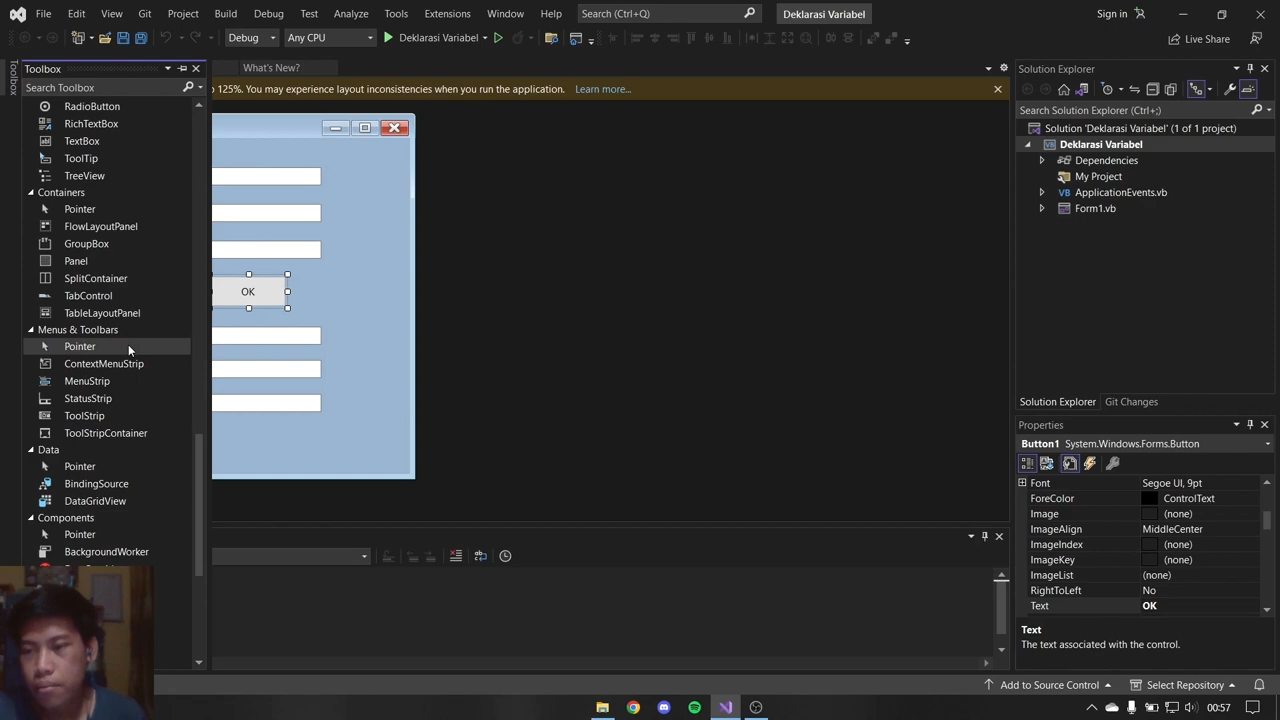 File Edit View Git Project Build Debug Test Analyze Tools Extensions Window Help Search (Ctrl+Q) Deklarasi Variabel Sign in
Debug Any CPU Deklarasi Variabel Live Share
Toolbox
Toolbox
What's New?
Search Toolbox
p 125%. You may experience layout inconsistencies when you run the application. Learn more...
RadioButton
RichTextBox
TextBox
ToolTip
TreeView
Containers
Pointer
FlowLayoutPanel
GroupBox
Panel
SplitContainer
TabControl
TableLayoutPanel
Menus & Toolbars
Pointer
ContextMenuStrip
MenuStrip
StatusStrip
ToolStrip
ToolStripContainer
Data
Pointer
BindingSource
DataGridView
Components
Pointer
BackgroundWorker
OK
Solution Explorer
Search Solution Explorer (Ctrl+;)
Solution 'Deklarasi Variabel' (1 of 1 project)
Deklarasi Variabel
Dependencies
My Project
ApplicationEvents.vb
Form1.vb
Solution Explorer Git Changes
Properties
Button1 System.Windows.Forms.Button
Font Segoe UI, 9pt
ForeColor ControlText
Image (none)
ImageAlign MiddleCenter
ImageIndex (none)
ImageKey (none)
ImageList (none)
RightToLeft No
Text OK
Text
The text associated with the control.
Add to Source Control Select Repository
00:57